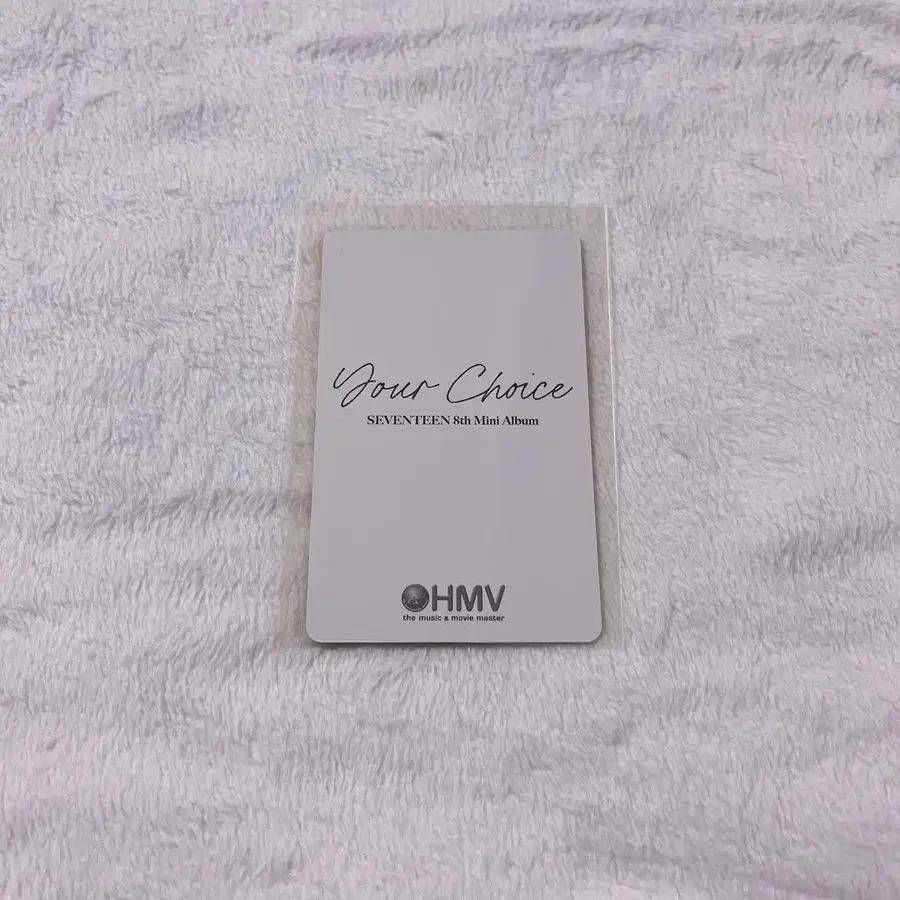 Your Choice
SEVENTEEN 8th Mini Album
HMV
the music & movie master